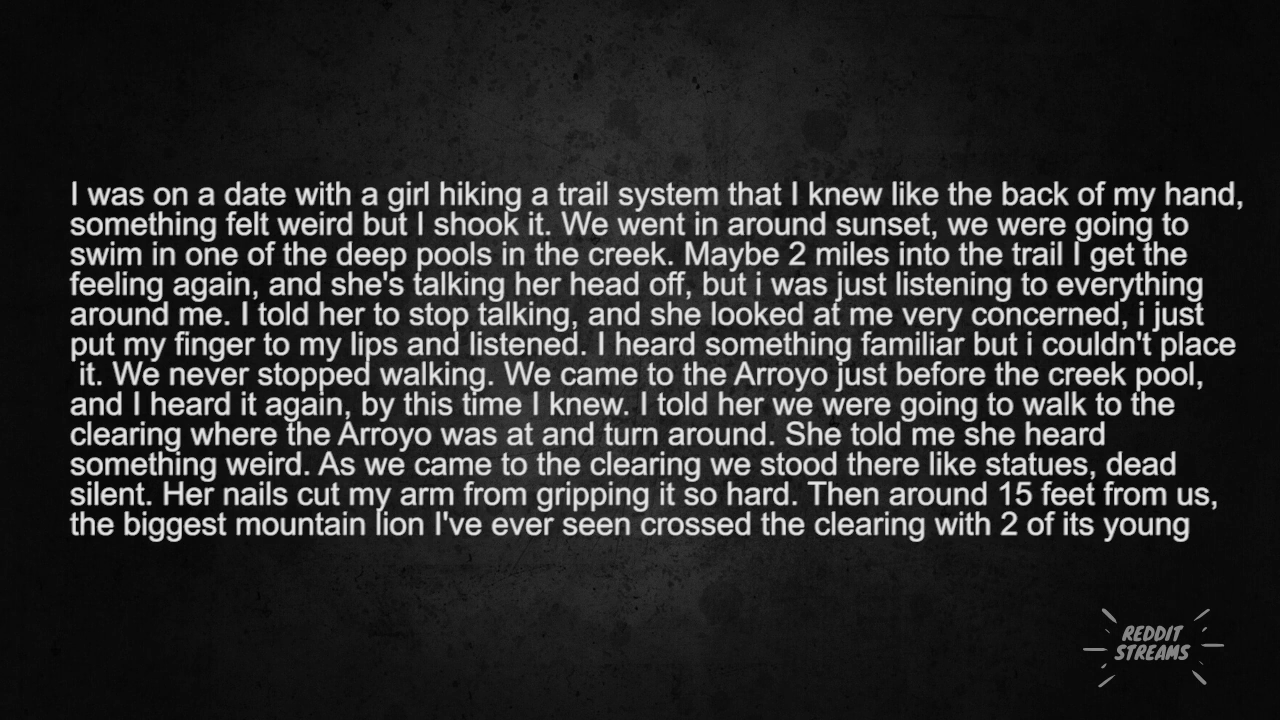 I was on a date with a girl hiking a trail system that I knew like the back of my hand,
something felt weird but I shook it. We went in around sunset, we were going to
swim in one of the deep pools in the creek. Maybe 2 miles into the trail I get the
feeling again, and she's talking her head off, but i was just listening to everything
around me. I told her to stop talking, and she looked at me very concerned, i just
put my finger to my lips and listened. I heard something familiar but i couldn't place
it. We never stopped walking. We came to the Arroyo just before the creek pool,
and I heard it again, by this time I knew. I told her we were going to walk to the
clearing where the Arroyo was at and turn around. She told me she heard
something weird. As we came to the clearing we stood there like statues, dead
silent. Her nails cut my arm from gripping it so hard. Then around 15 feet from us,
the biggest mountain lion I've ever seen crossed the clearing with 2 of its young
REDDIT
STREAMS